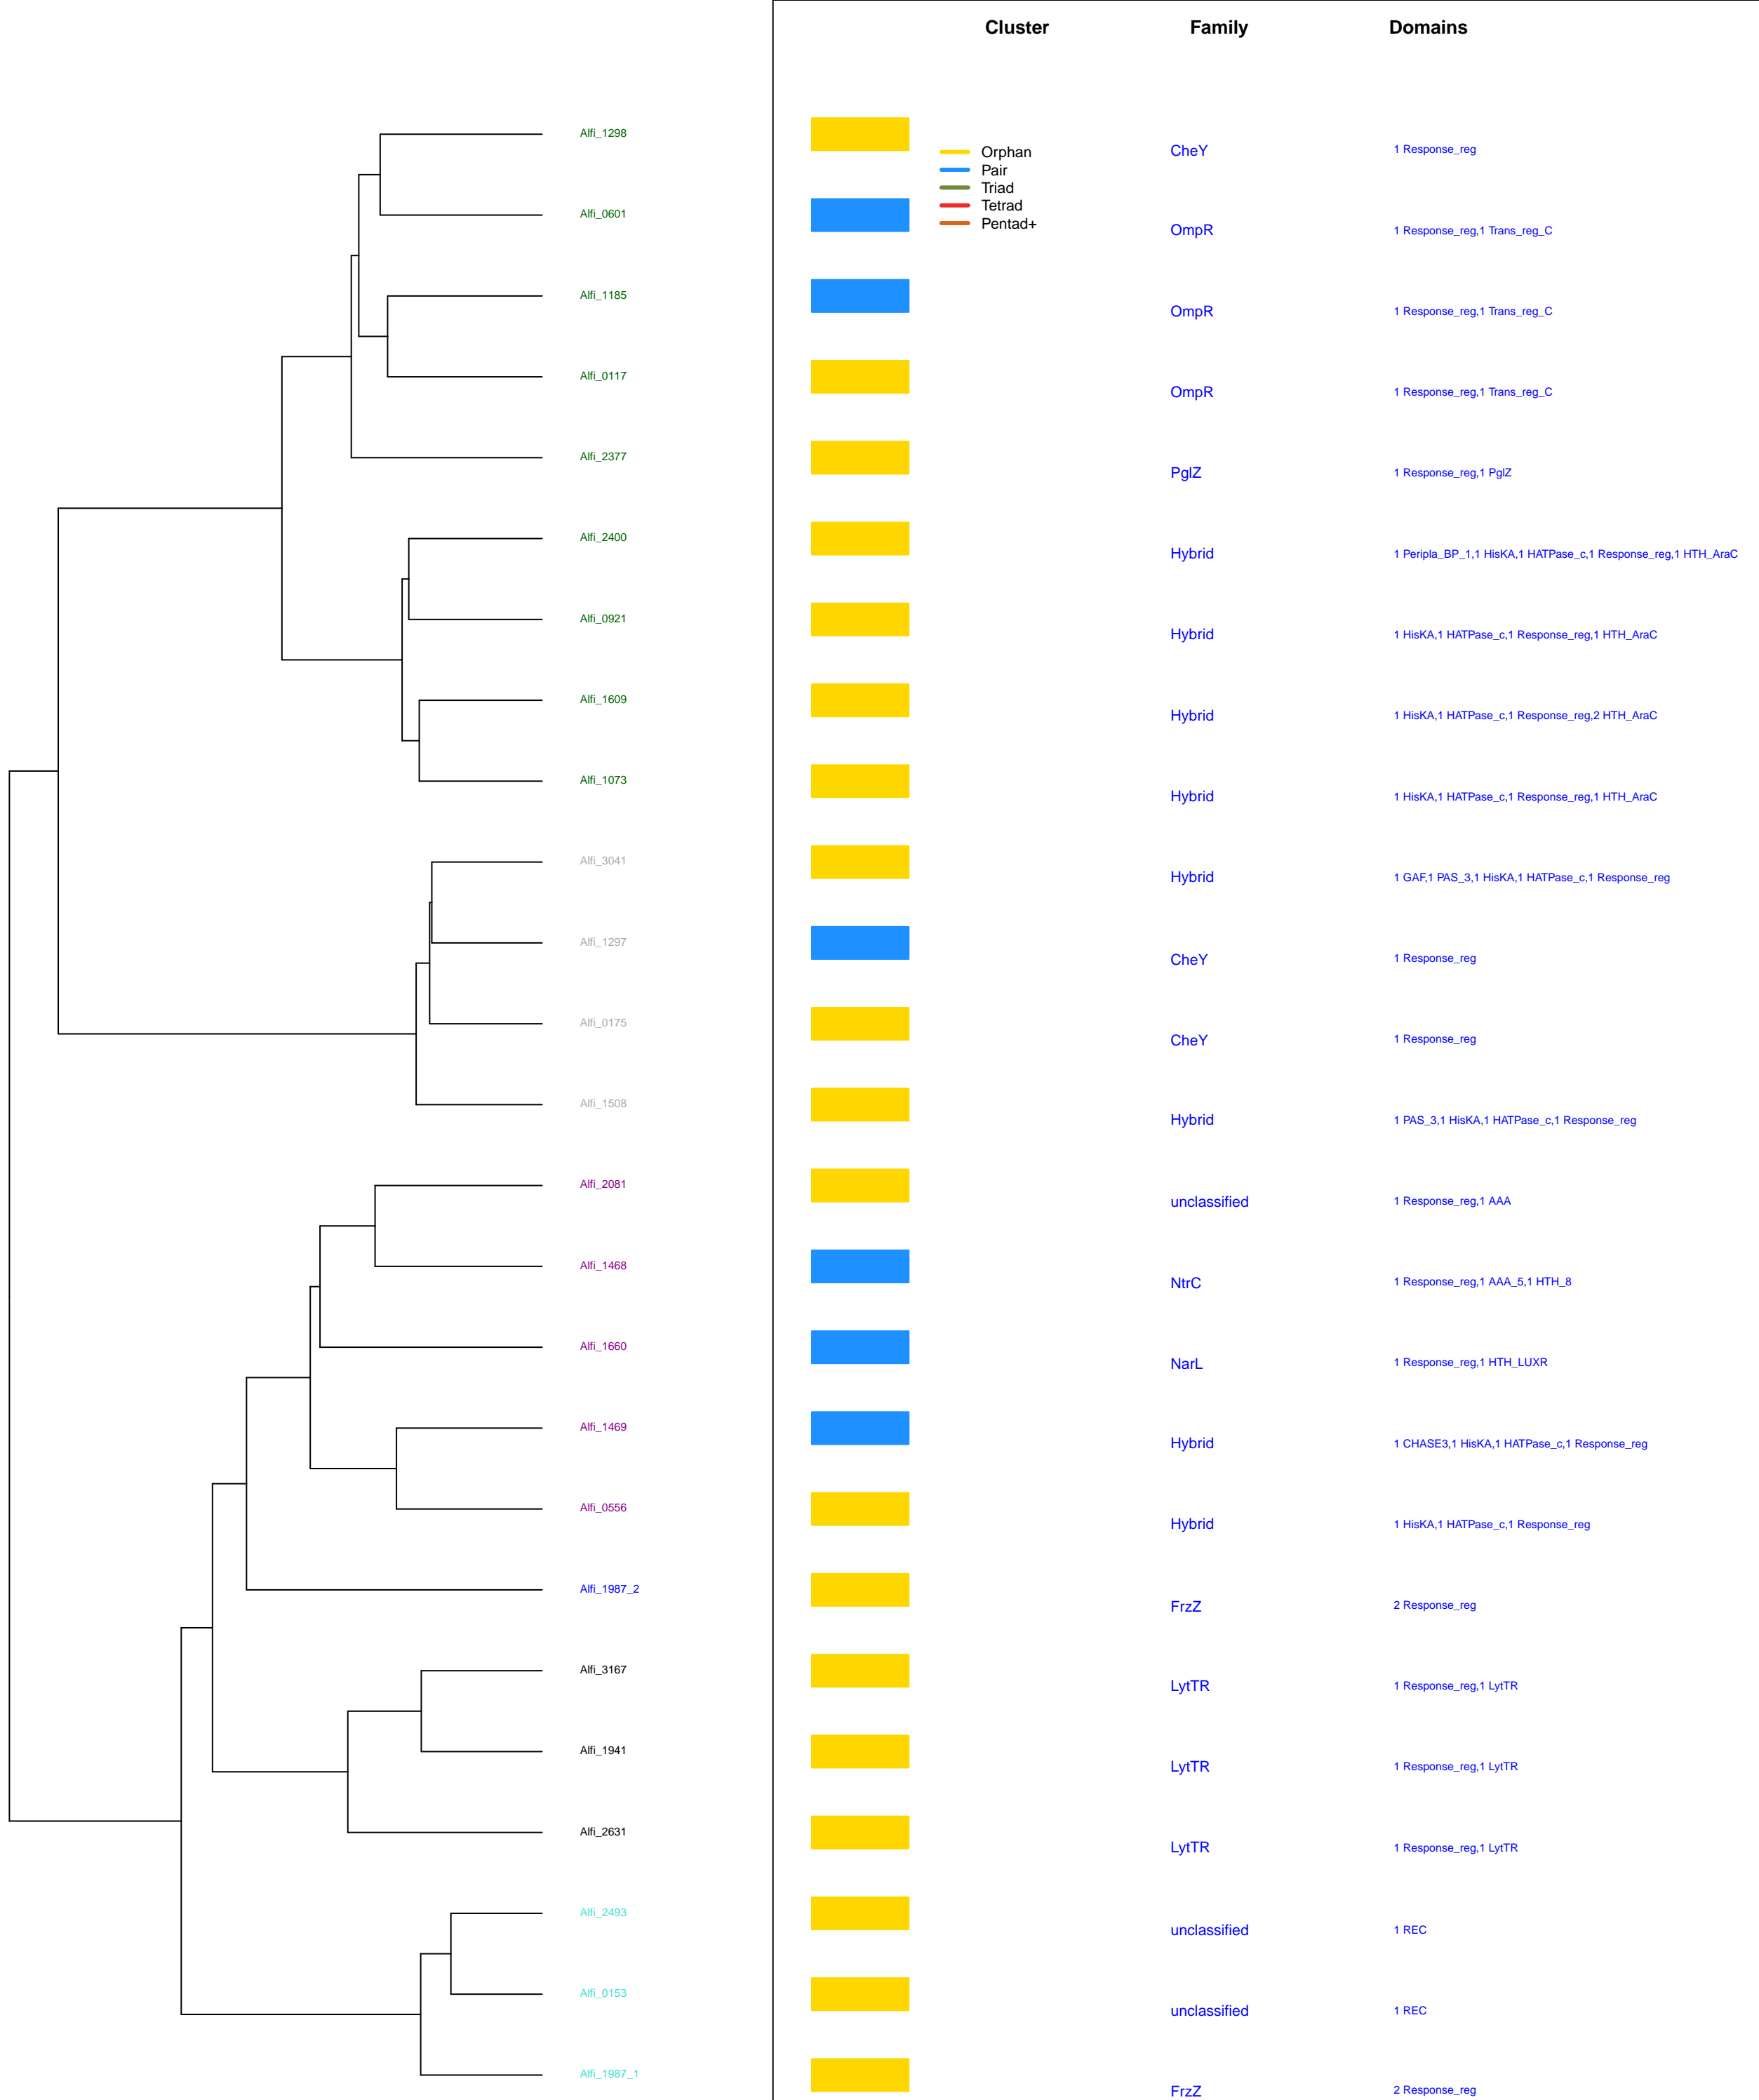 Cluster Family Domains
Alfi_1298 CheY 1 Response_reg
Orphan
Pair
Triad
Tetrad
Pentad+
Alfi_0601 OmpR 1 Response_reg,1 Trans_reg_C
Alfi_1185 OmpR 1 Response_reg,1 Trans_reg_C
Alfi_0117 OmpR 1 Response_reg,1 Trans_reg_C
Alfi_2377 PglZ 1 Response_reg,1 PglZ
Alfi_2400 Hybrid 1 Peripla_BP_1,1 HisKA,1 HATPase_c,1 Response_reg,1 HTH_AraC
Alfi_0921 Hybrid 1 HisKA,1 HATPase_c,1 Response_reg,1 HTH_AraC
Alfi_1609 Hybrid 1 HisKA,1 HATPase_c,1 Response_reg,2 HTH_AraC
Alfi_1073 Hybrid 1 HisKA,1 HATPase_c,1 Response_reg,1 HTH_AraC
Alfi_3041 Hybrid 1 GAF,1 PAS_3,1 HisKA,1 HATPase_c,1 Response_reg
Alfi_1297 CheY 1 Response_reg
Alfi_0175 CheY 1 Response_reg
Alfi_1508 Hybrid 1 PAS_3,1 HisKA,1 HATPase_c,1 Response_reg
Alfi_2081 unclassified 1 Response_reg,1 AAA
Alfi_1468 NtrC 1 Response_reg,1 AAA_5,1 HTH_8
Alfi_1660 NarL 1 Response_reg,1 HTH_LUXR
Alfi_1469 Hybrid 1 CHASE3,1 HisKA,1 HATPase_c,1 Response_reg
Alfi_0556 Hybrid 1 HisKA,1 HATPase_c,1 Response_reg
Alfi_1987_2 FrzZ 2 Response_reg
Alfi_3167 LytTR 1 Response_reg,1 LytTR
Alfi_1941 LytTR 1 Response_reg,1 LytTR
Alfi_2631 LytTR 1 Response_reg,1 LytTR
Alfi_2493 unclassified 1 REC
Alfi_0153 unclassified 1 REC
Alfi_1987_1 FrzZ 2 Response_reg